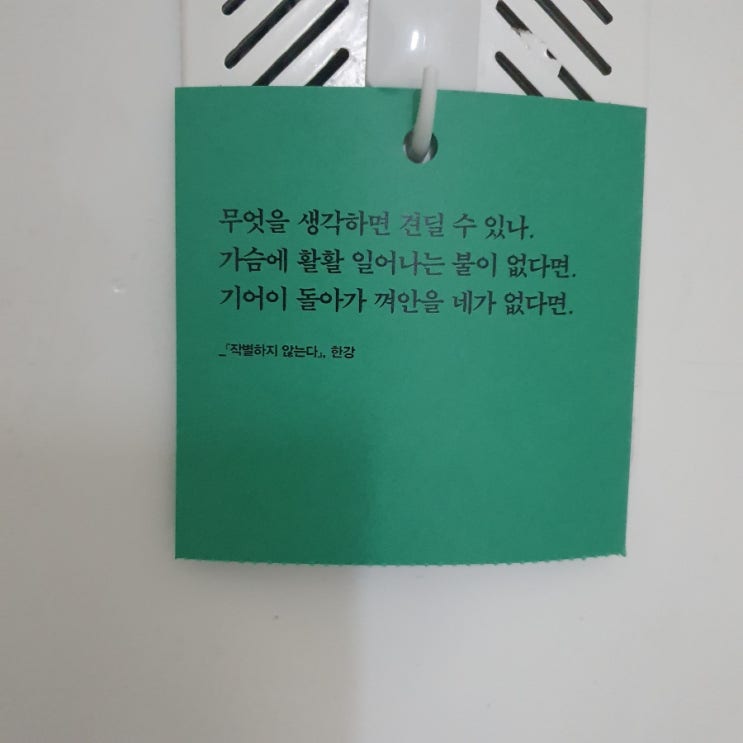 무엇을 생각하면 견딜 수 있나.
가슴에 활활 일어나는 불이 없다면.
기어이 돌아가 껴안을 네가 없다면.
_「작별하지 않는다」, 한강